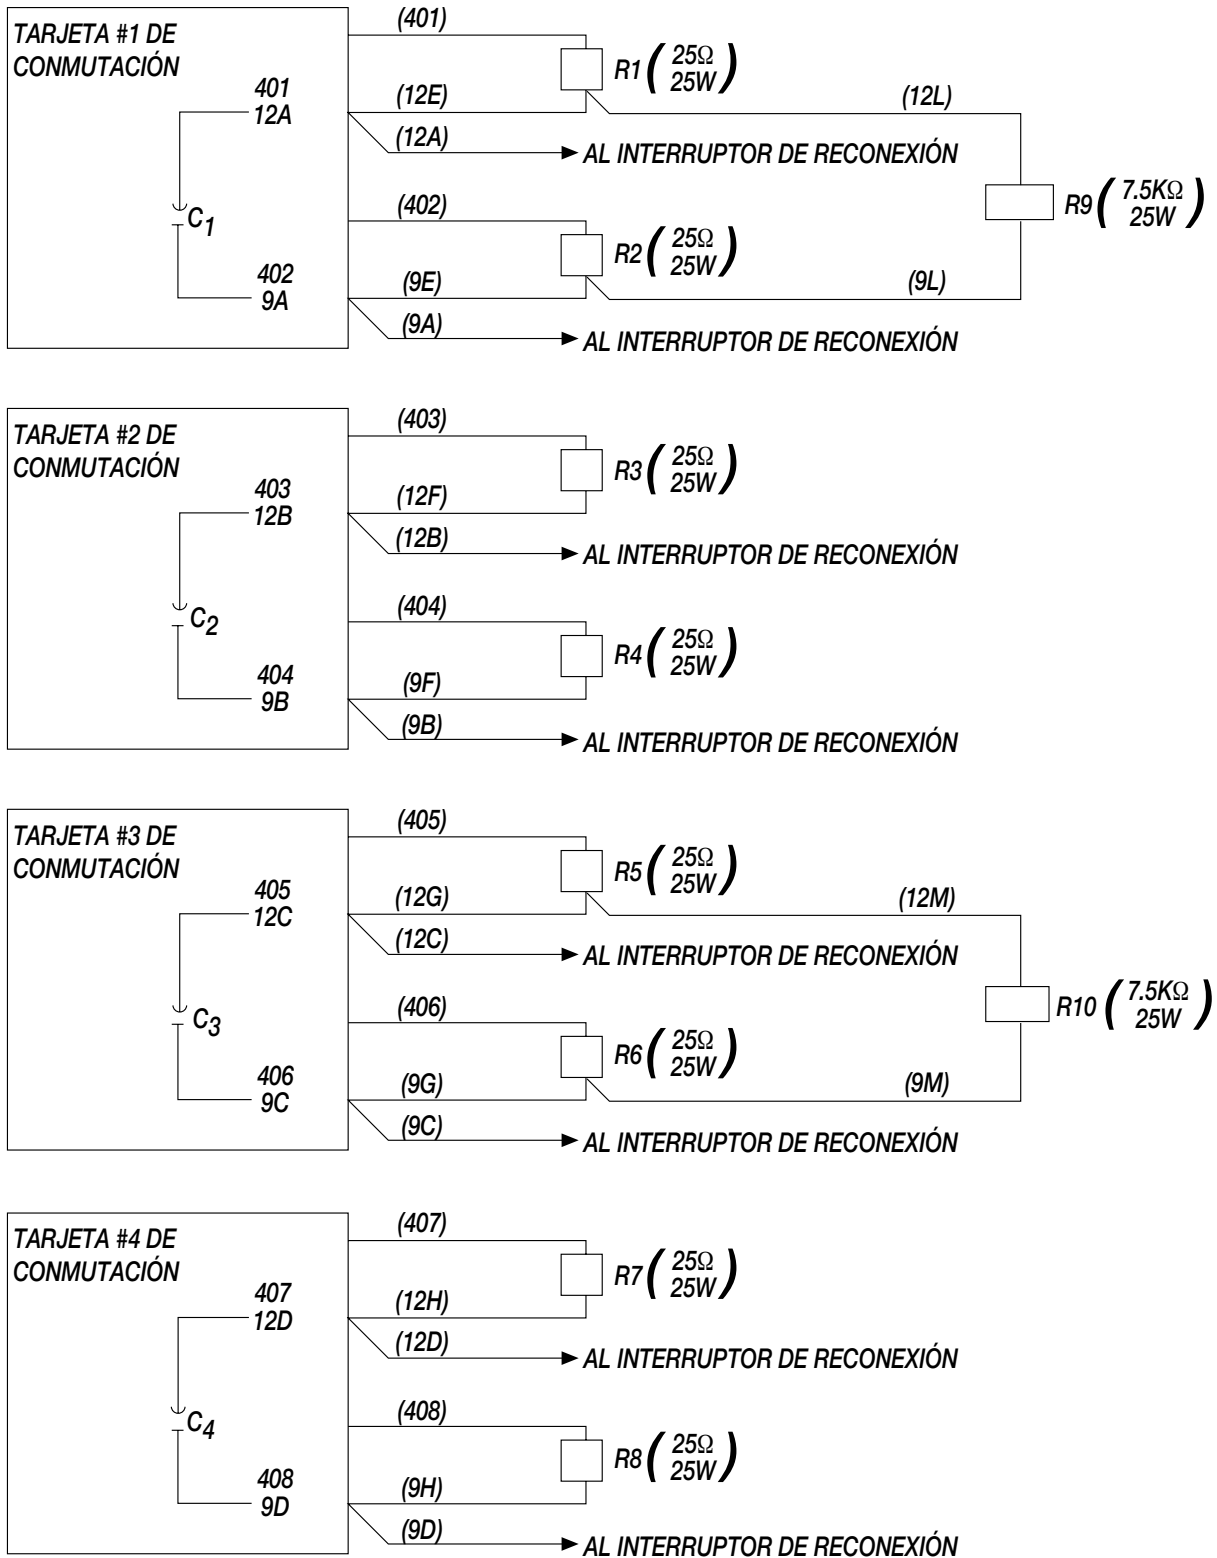 TARJETA #1 DE
CONMUTACIÓN
401
12A
C1
402
9A
(401)
R1 ( 25Ω
25W )
(12E)
(12A)
AL INTERRUPTOR DE RECONEXIÓN
(12L)
R9 ( 7.5KΩ
25W )
(402)
R2 ( 25Ω
25W )
(9E)
(9L)
(9A)
AL INTERRUPTOR DE RECONEXIÓN
TARJETA #2 DE
CONMUTACIÓN
403
12B
C2
404
9B
(403)
R3 ( 25Ω
25W )
(12F)
(12B)
AL INTERRUPTOR DE RECONEXIÓN
(404)
R4 ( 25Ω
25W )
(9F)
(9B)
AL INTERRUPTOR DE RECONEXIÓN
TARJETA #3 DE
CONMUTACIÓN
405
12C
C3
406
9C
(405)
R5 ( 25Ω
25W )
(12G)
(12C)
AL INTERRUPTOR DE RECONEXIÓN
(12M)
R10 ( 7.5KΩ
25W )
(406)
R6 ( 25Ω
25W )
(9G)
(9M)
(9C)
AL INTERRUPTOR DE RECONEXIÓN
TARJETA #4 DE
CONMUTACIÓN
407
12D
C4
408
9D
(407)
R7 ( 25Ω
25W )
(12H)
(12D)
AL INTERRUPTOR DE RECONEXIÓN
(408)
R8 ( 25Ω
25W )
(9H)
(9D)
AL INTERRUPTOR DE RECONEXIÓN